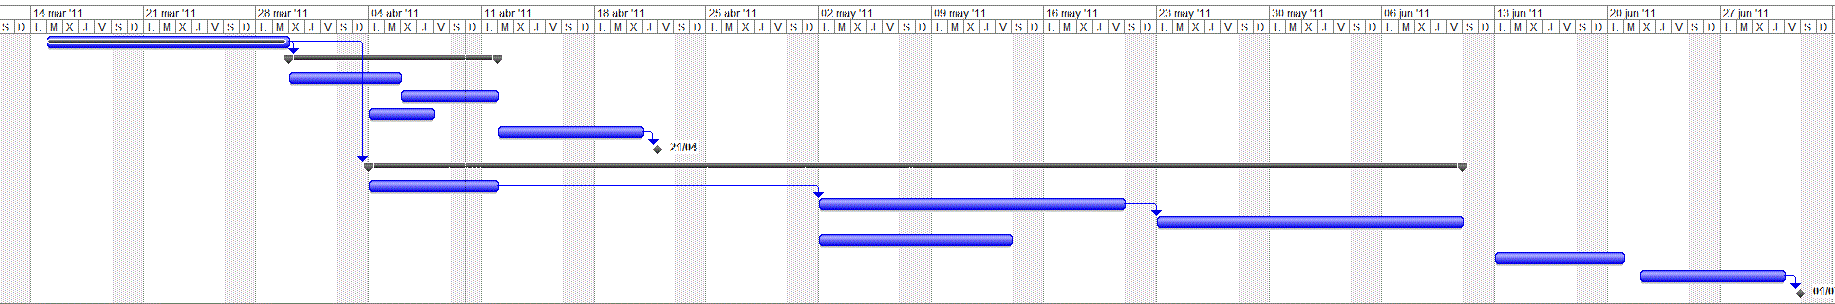 14 mar '11 21 mar '11 28 mar '11 04 abr '11 11 abr '11 18 abr '11 25 abr '11 02 may '11 09 may '11 16 may '11 23 may '11 30 may '11 06 jun '11 13 jun '11 20 jun '11 27 jun '11
S D L M X J V S D L M X J V S D L M X J V S D L M X J V S D L M X J V S D L M X J V S D L M X J V S D L M X J V S D L M X J V S D L M X J V S D L M X J V S D L M X J V S D L M X J V S D L M X J V S D L M X J V S D L M X J V S D
21/04
01/0